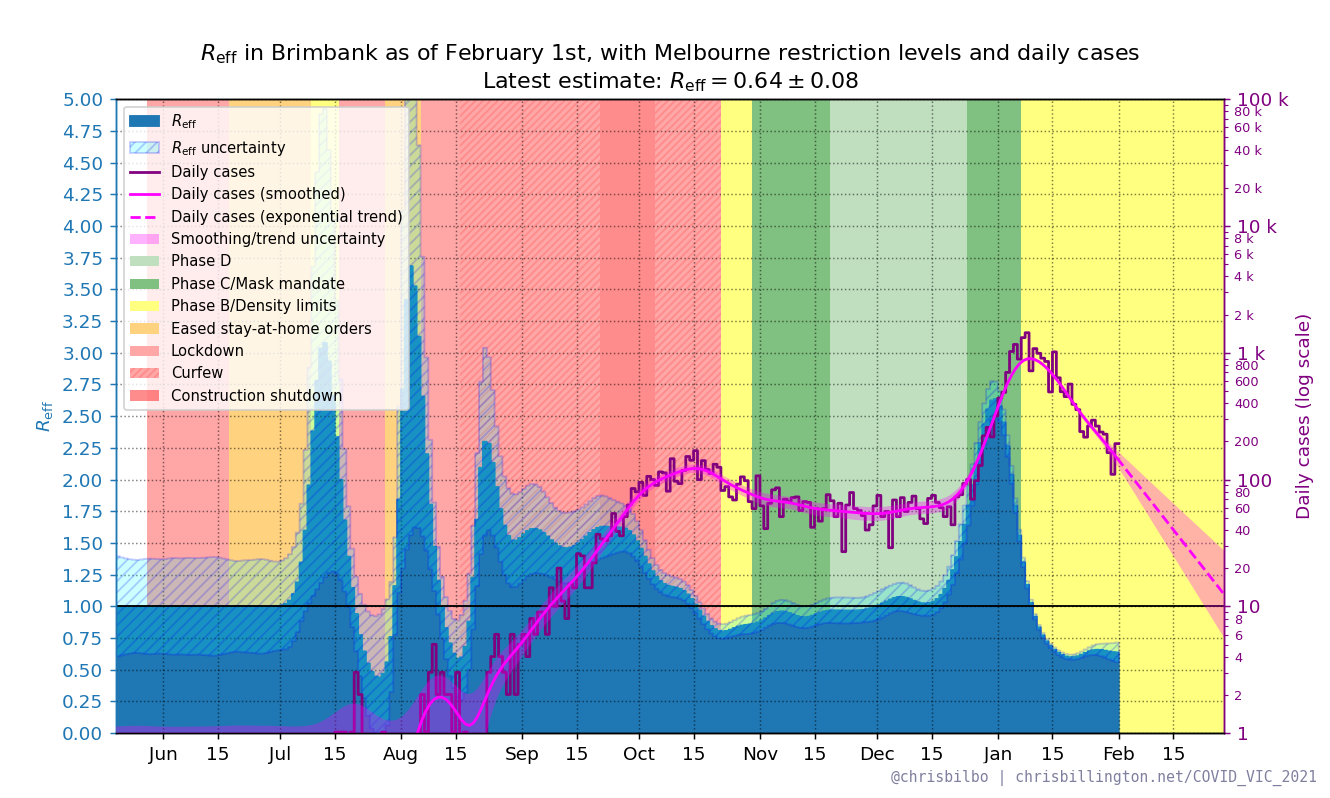 R_eff in Brimbank as of February 1st, with Melbourne restriction levels and daily cases
Latest estimate: R_eff = 0.64 ± 0.08
R_eff
5.00
4.75
4.50
4.25
4.00
3.75
3.50
3.25
3.00
2.75
2.50
2.25
2.00
1.75
1.50
1.25
1.00
0.75
0.50
0.25
0.00
R_eff
R_eff uncertainty
Daily cases
Daily cases (smoothed)
Daily cases (exponential trend)
Smoothing/trend uncertainty
Phase D
Phase C/Mask mandate
Phase B/Density limits
Eased stay-at-home orders
Lockdown
Curfew
Construction shutdown
100 k
80 k
60 k
40 k
20 k
10 k
8 k
6 k
4 k
2 k
1 k
800
600
400
200
100
80
60
40
20
10
8
6
4
2
1
Daily cases (log scale)
Jun 15 Jul 15 Aug 15 Sep 15 Oct 15 Nov 15 Dec 15 Jan 15 Feb 15
@chrisbilbo | chrisbillington.net/COVID_VIC_2021